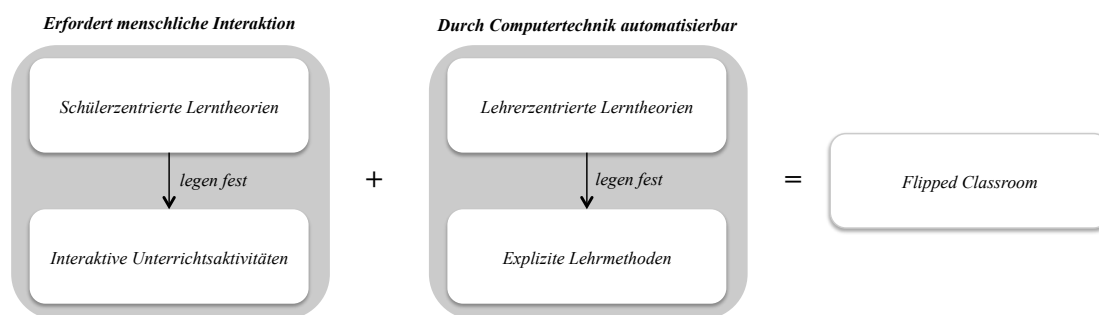 Erfordert menschliche Interaktion
Durch Computertechnik automatisierbar
Schülerzentrierte Lerntheorien
Lehrerzentrierte Lerntheorien
legen fest
+
legen fest
=
Flipped Classroom
Interaktive Unterrichtsaktivitäten
Explizite Lehrmethoden